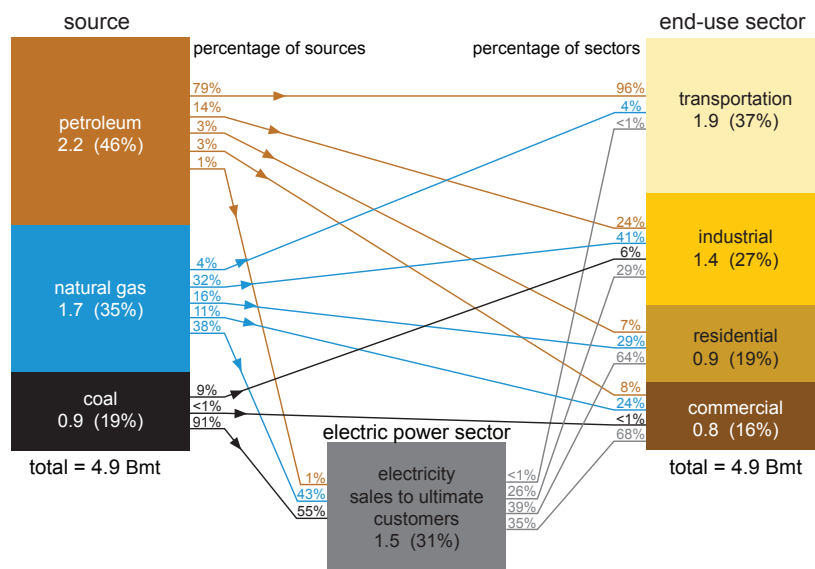 source
end-use sector
percentage of sources
percentage of sectors
petroleum
2.2 (46%)
79%
14%
3%
3%
1%
natural gas
1.7 (35%)
4%
32%
16%
11%
38%
coal
0.9 (19%)
9%
<1%
91%
total = 4.9 Bmt
electric power sector
1%
43%
55%
electricity
sales to ultimate
customers
1.5 (31%)
<1%
26%
39%
35%
96%
4%
<1%
transportation
1.9 (37%)
24%
41%
6%
29%
industrial
1.4 (27%)
7%
29%
64%
residential
0.9 (19%)
8%
24%
<1%
68%
commercial
0.8 (16%)
total = 4.9 Bmt